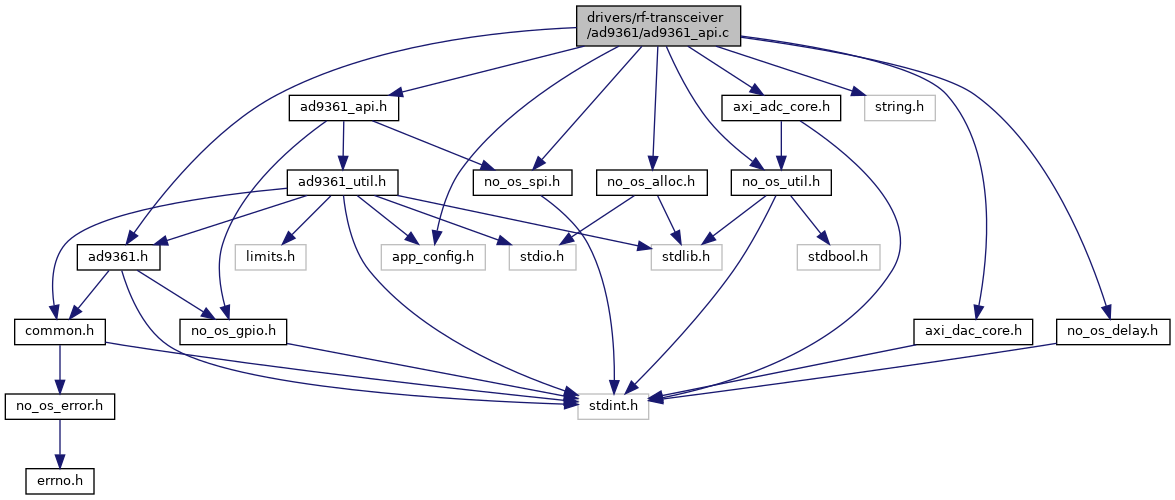 drivers/rf-transceiver
/ad9361/ad9361_api.c
ad9361_api.h
axi_adc_core.h
string.h
ad9361_util.h
no_os_spi.h
no_os_alloc.h
no_os_util.h
ad9361.h
limits.h
app_config.h
stdio.h
stdlib.h
stdbool.h
common.h
no_os_gpio.h
axi_dac_core.h
no_os_delay.h
no_os_error.h
stdint.h
errno.h